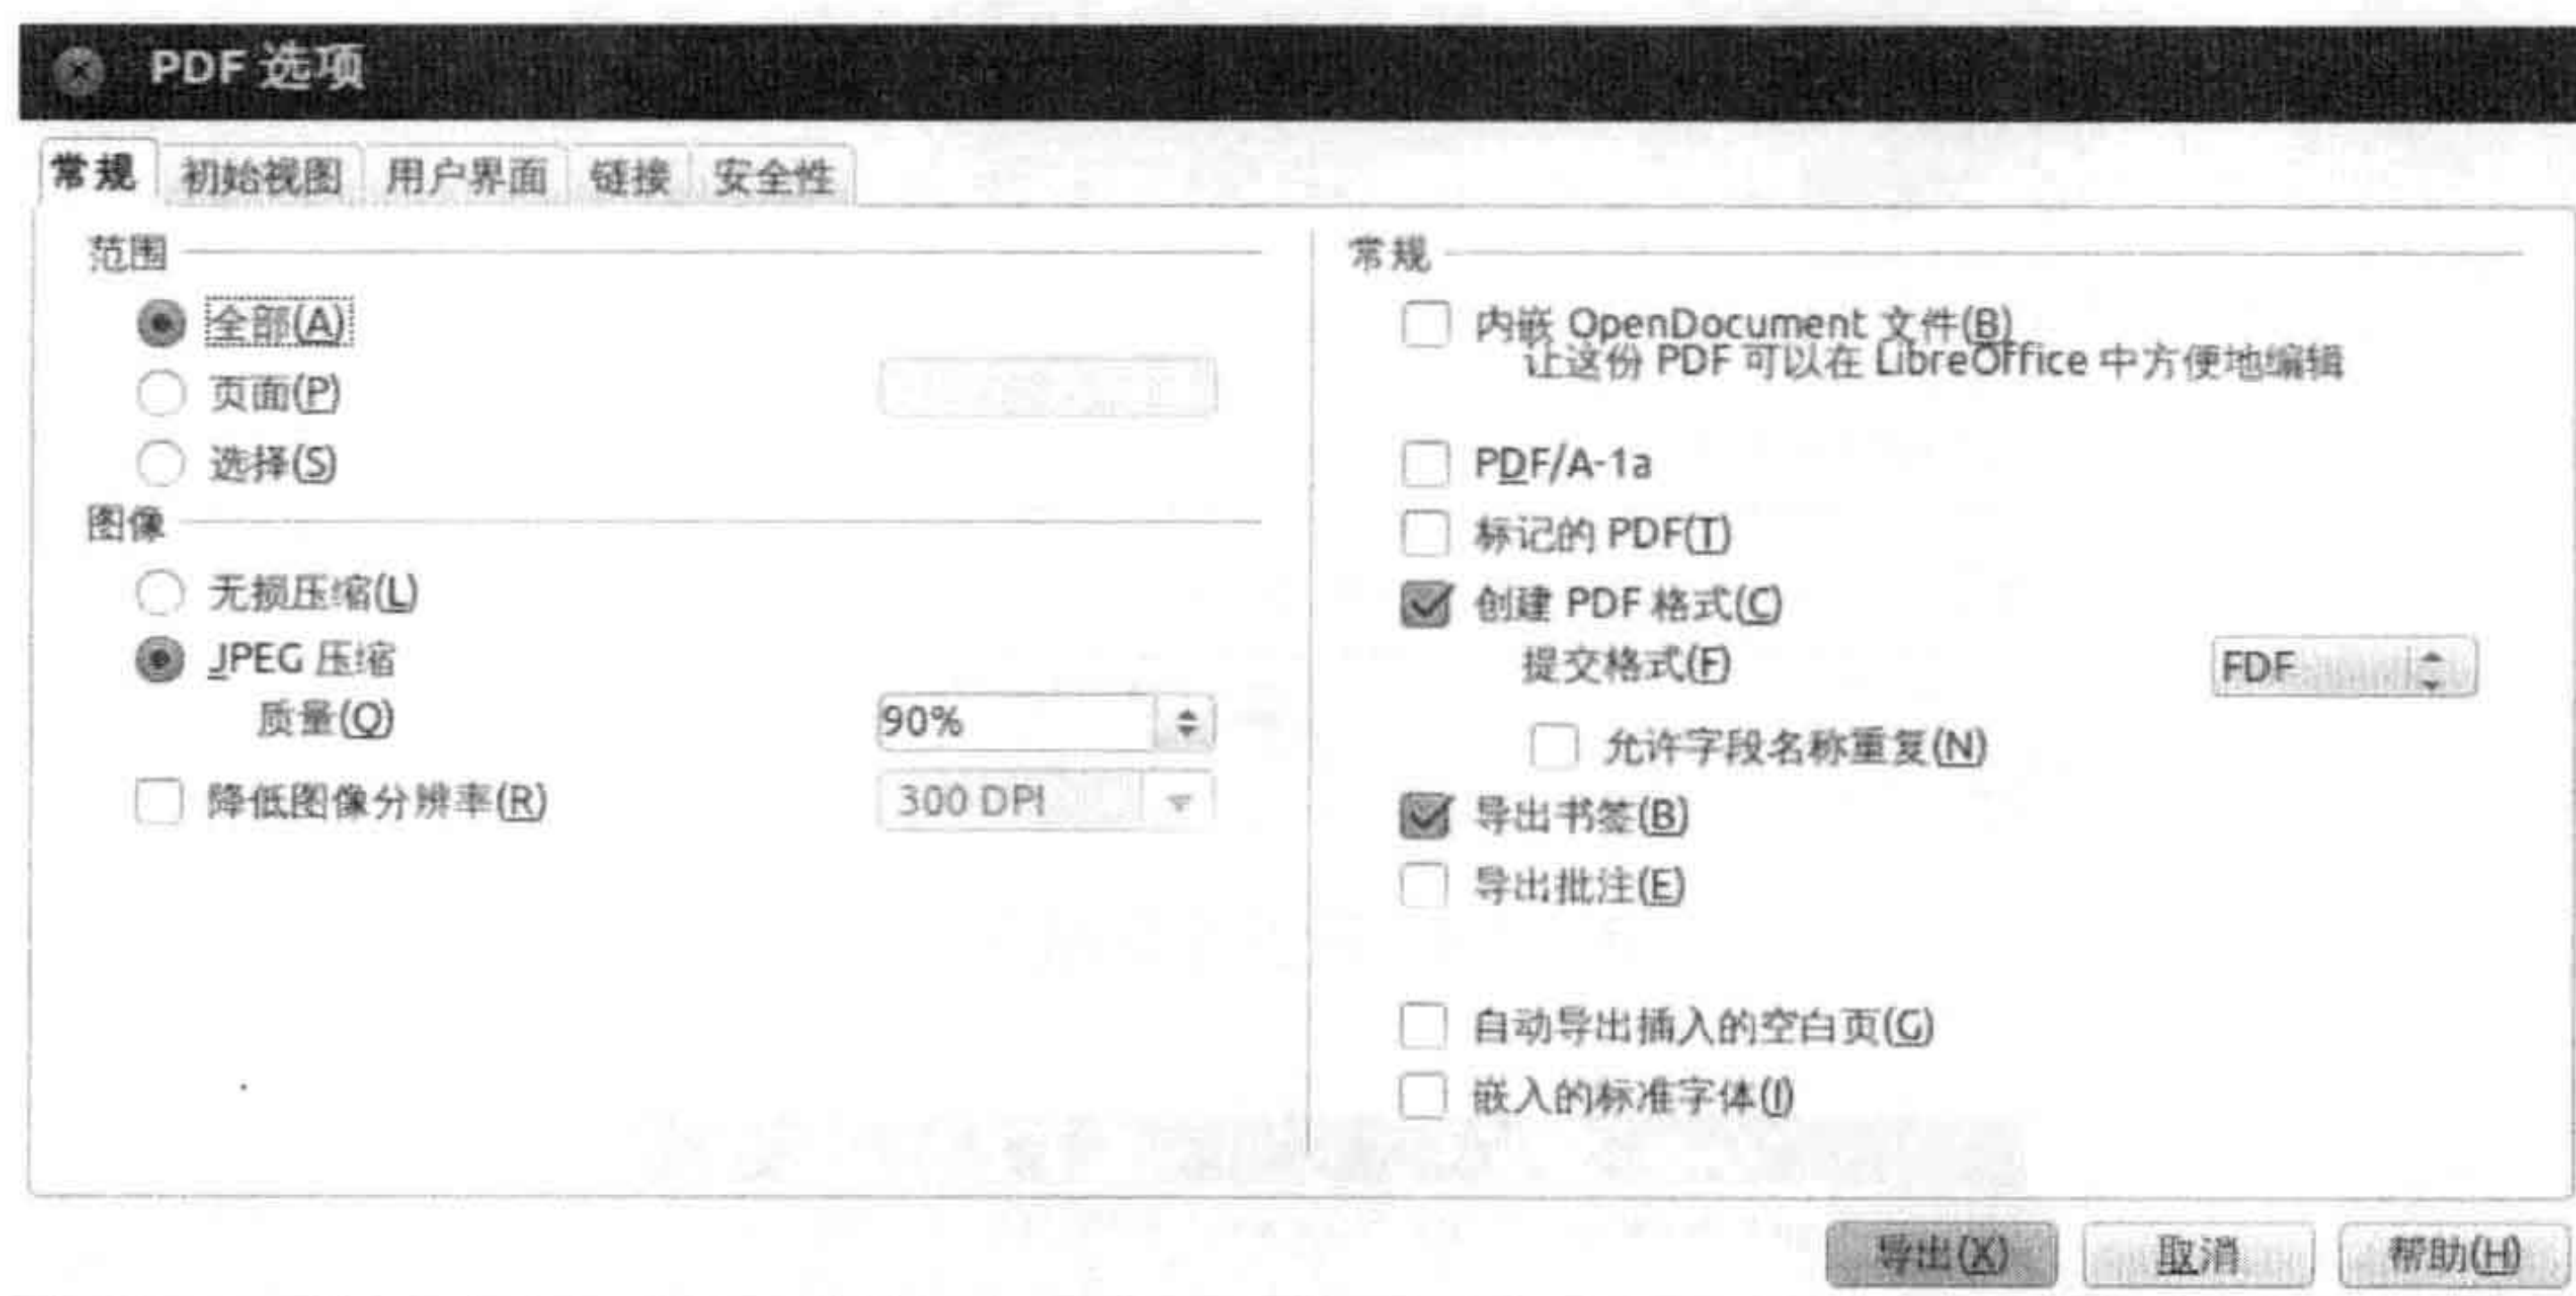 PDF 选项
常规 初始视图 用户界面 链接 安全性
范围
全部(A)
页面(P)
选择(S)
图像
无损压缩(L)
JPEG 压缩
质量(Q) 90%
降低图像分辨率(R) 300 DPI
常规
内嵌 OpenDocument 文件(B)
让这份 PDF 可以在 LibreOffice 中方便地编辑
PDF/A-1a
标记的 PDF(T)
创建 PDF 格式(C)
提交格式(F) FDF
允许字段名称重复(N)
导出书签(B)
导出批注(E)
自动导出插入的空白页(G)
嵌入的标准字体(I)
导出(X) 取消 帮助(H)